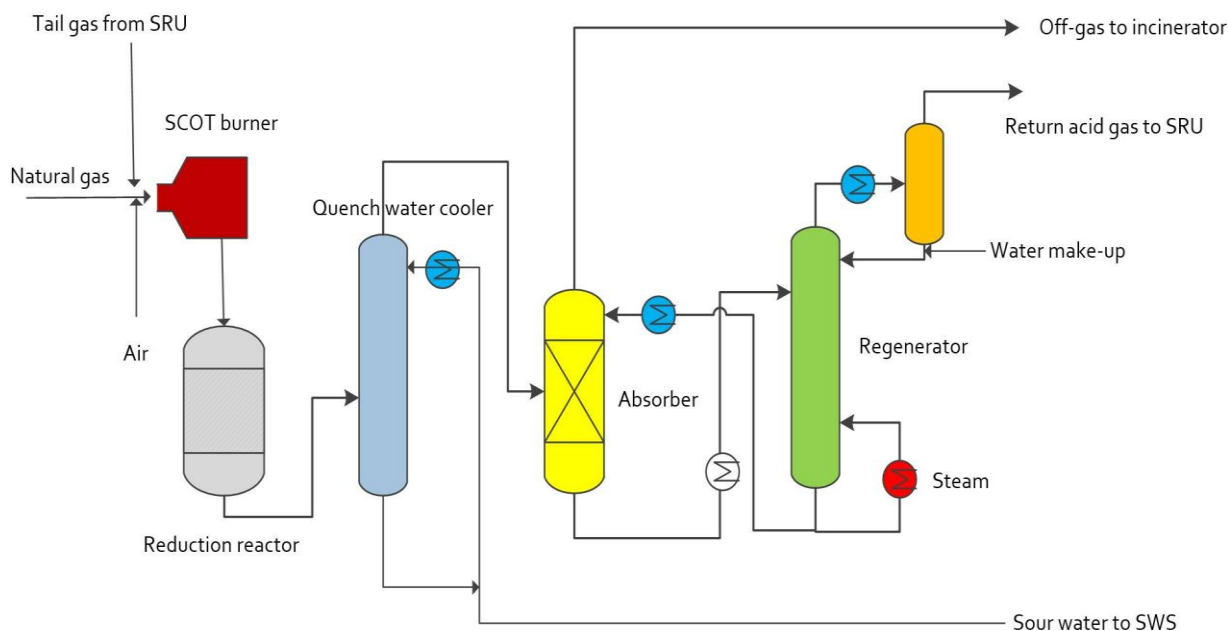 Tail gas from SRU
Off-gas to incinerator
SCOT burner
Return acid gas to SRU
Natural gas
Quench water cooler
Water make-up
Air
Regenerator
Absorber
Steam
Reduction reactor
Sour water to SWS